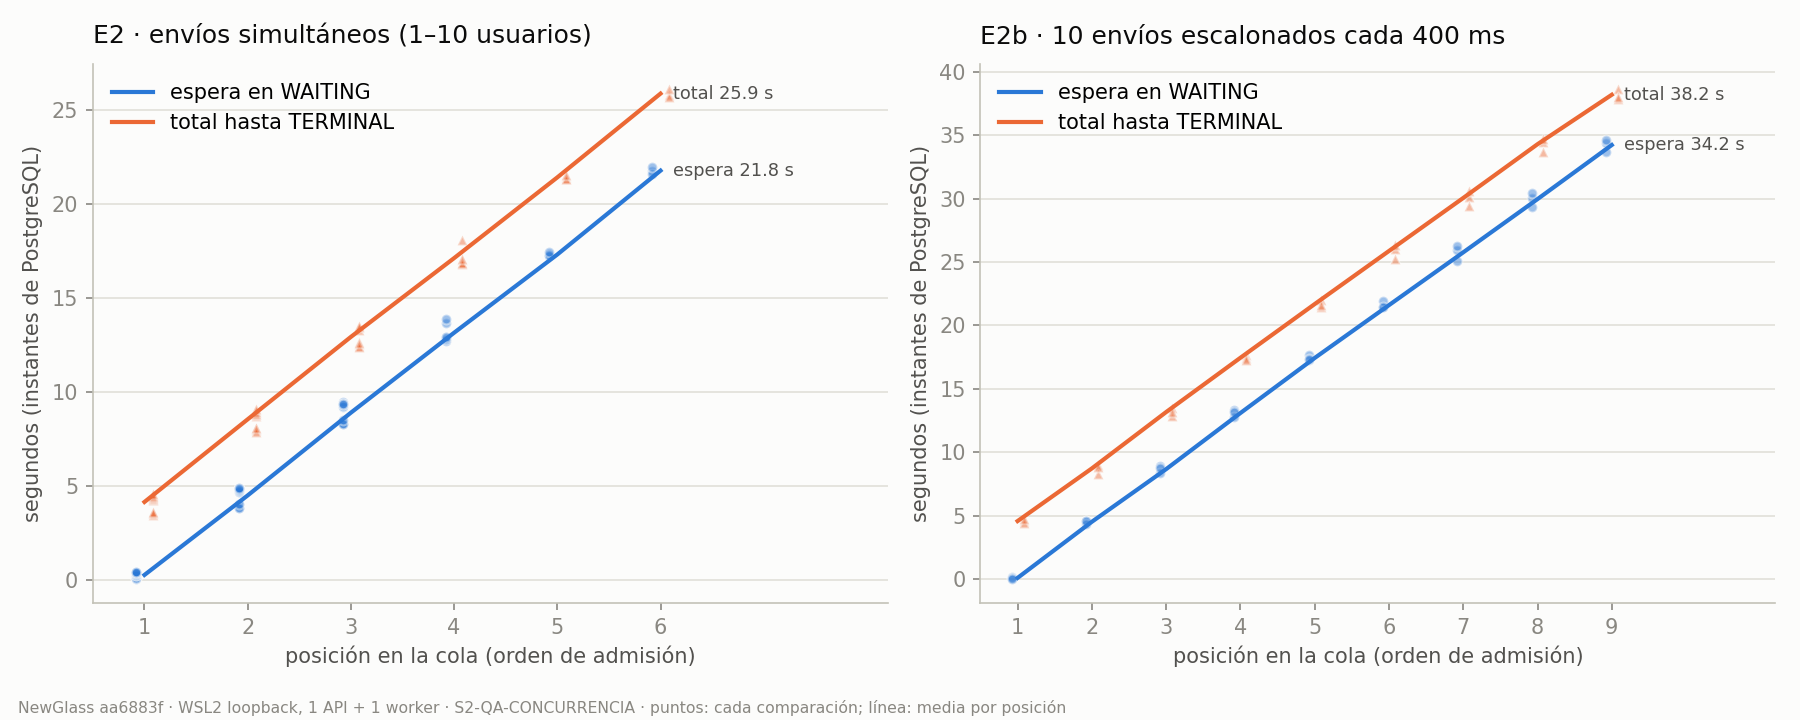 E2 · envíos simultáneos (1–10 usuarios)
espera en WAITING
total hasta TERMINAL
total 25.9 s
espera 21.8 s
segundos (instantes de PostgreSQL)
25
20
15
10
5
0
1 2 3 4 5 6
posición en la cola (orden de admisión)
E2b · 10 envíos escalonados cada 400 ms
espera en WAITING
total hasta TERMINAL
total 38.2 s
espera 34.2 s
segundos (instantes de PostgreSQL)
40
35
30
25
20
15
10
5
0
1 2 3 4 5 6 7 8 9
posición en la cola (orden de admisión)
NewGlass aa6883f · WSL2 loopback, 1 API + 1 worker · S2-QA-CONCURRENCIA · puntos: cada comparación; línea: media por posición